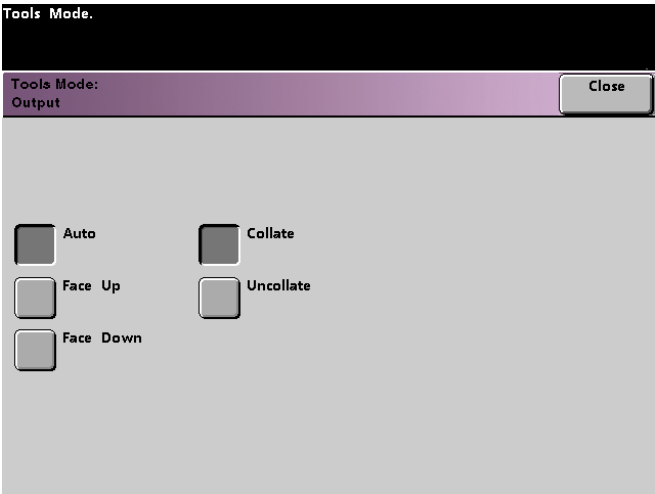 Tools Mode.
Tools Mode:
Output
Close
Auto
Collate
Face Up
Uncollate
Face Down